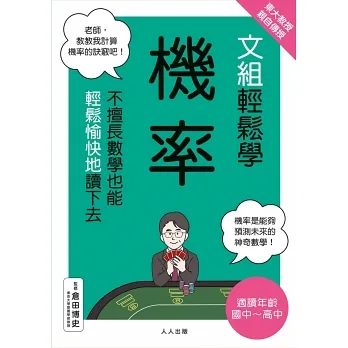 東大教授
親自傳授
老師，
教教我計算
機率的訣竅吧！
文組輕鬆學
機率
不擅長數學也能
輕鬆愉快地讀下去
機率是能夠
預測未來的
神奇數學！
適讀年齡
國中～高中
倉田博史
人人出版